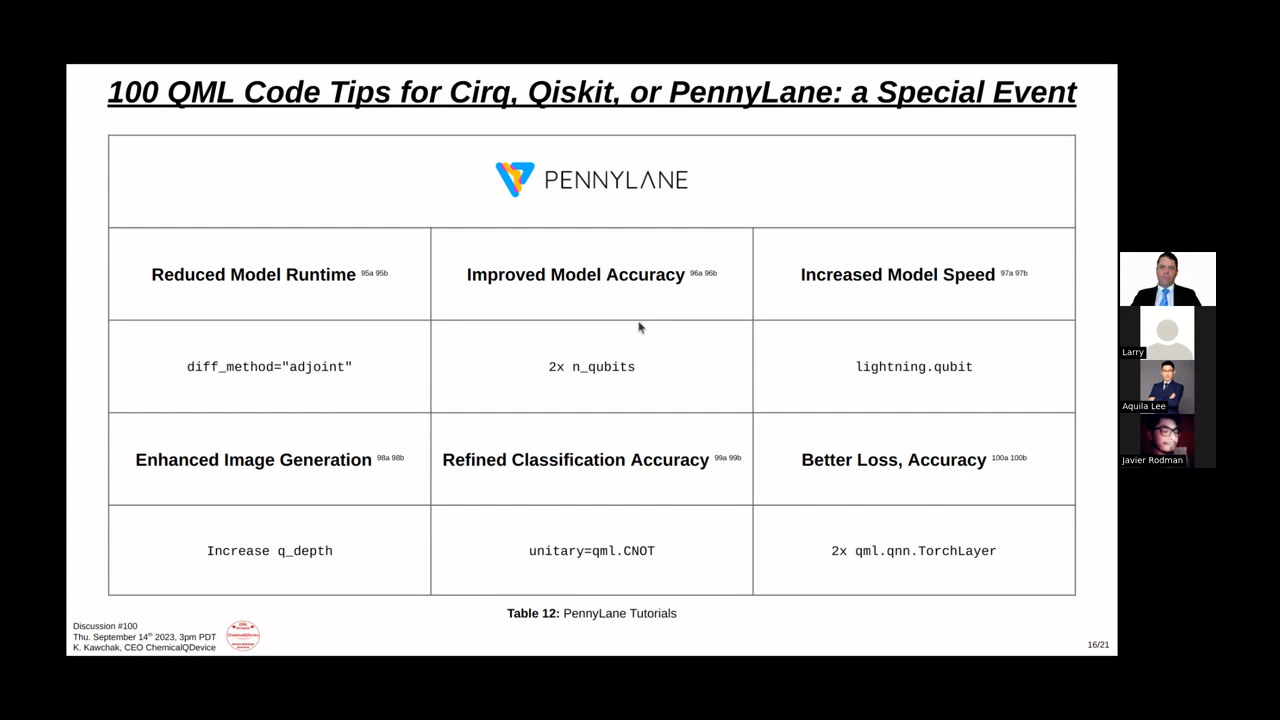 100 QML Code Tips for Cirq, Qiskit, or PennyLane: a Special Event
PENNYLANE
Reduced Model Runtime 95a 95b
Improved Model Accuracy 96a 96b
Increased Model Speed 97a 97b
diff_method="adjoint"
2x n_qubits
lightning.qubit
Enhanced Image Generation 98a 98b
Refined Classification Accuracy 99a 99b
Better Loss, Accuracy 100a 100b
Increase q_depth
unitary=qml.CNOT
2x qml.qnn.TorchLayer
Table 12: PennyLane Tutorials
Discussion #100
Thu. September 14th 2023, 3pm PDT
K. Kawchak, CEO ChemicalQDevice
ChemicalQDevice
16/21
Larry
Aquila Lee
Javier Rodman